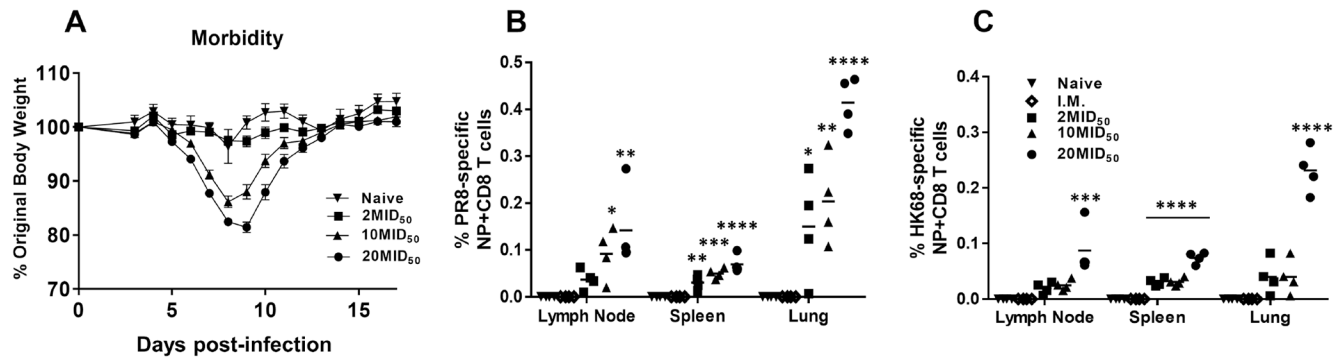 A
Morbidity
% Original Body Weight
110
100
90
80
70
0
5
10
15
Days post-infection
Naive
2MID50
10MID50
20MID50
B
% PR8-specific
NP+CD8 T cells
0.5
0.4
0.3
0.2
0.1
0.0
*
**
**
***
****
*
**
****
Lymph Node
Spleen
Lung
C
% HK68-specific
NP+CD8 T cells
0.4
0.3
0.2
0.1
0.0
Naive
I.M.
2MID50
10MID50
20MID50
***
****
****
Lymph Node
Spleen
Lung